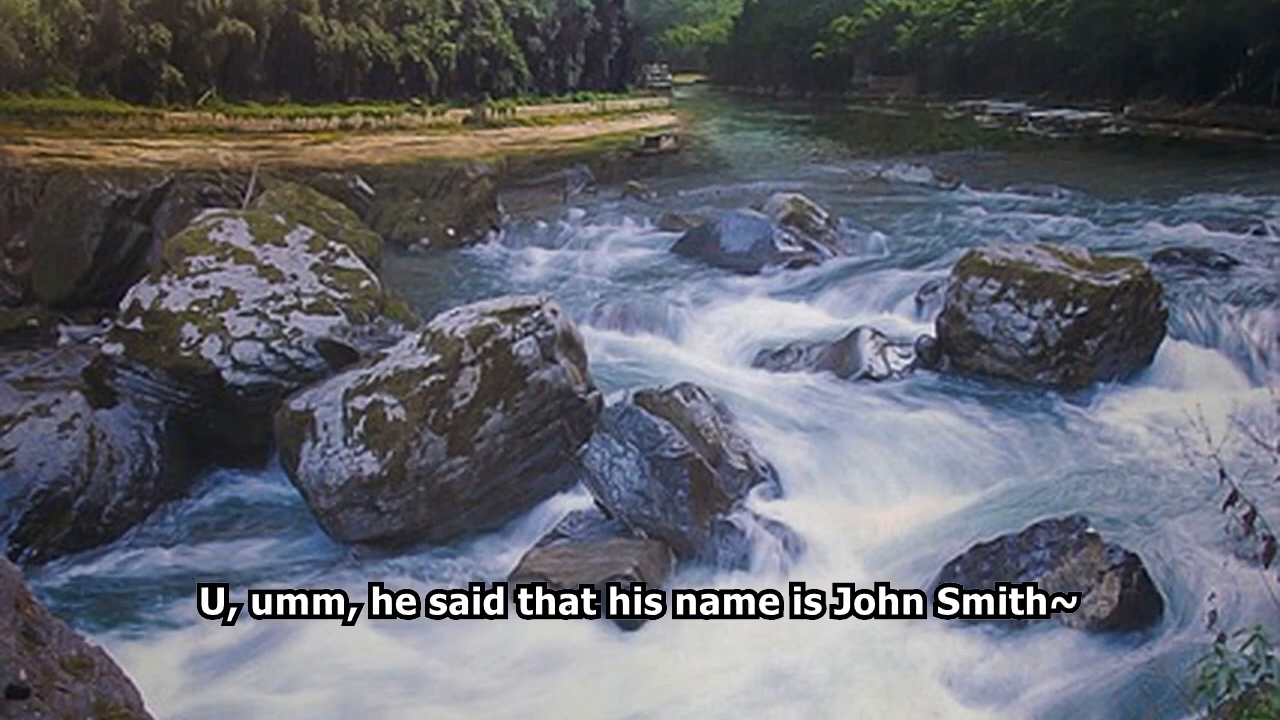 U, umm, he said that his name is John Smith~